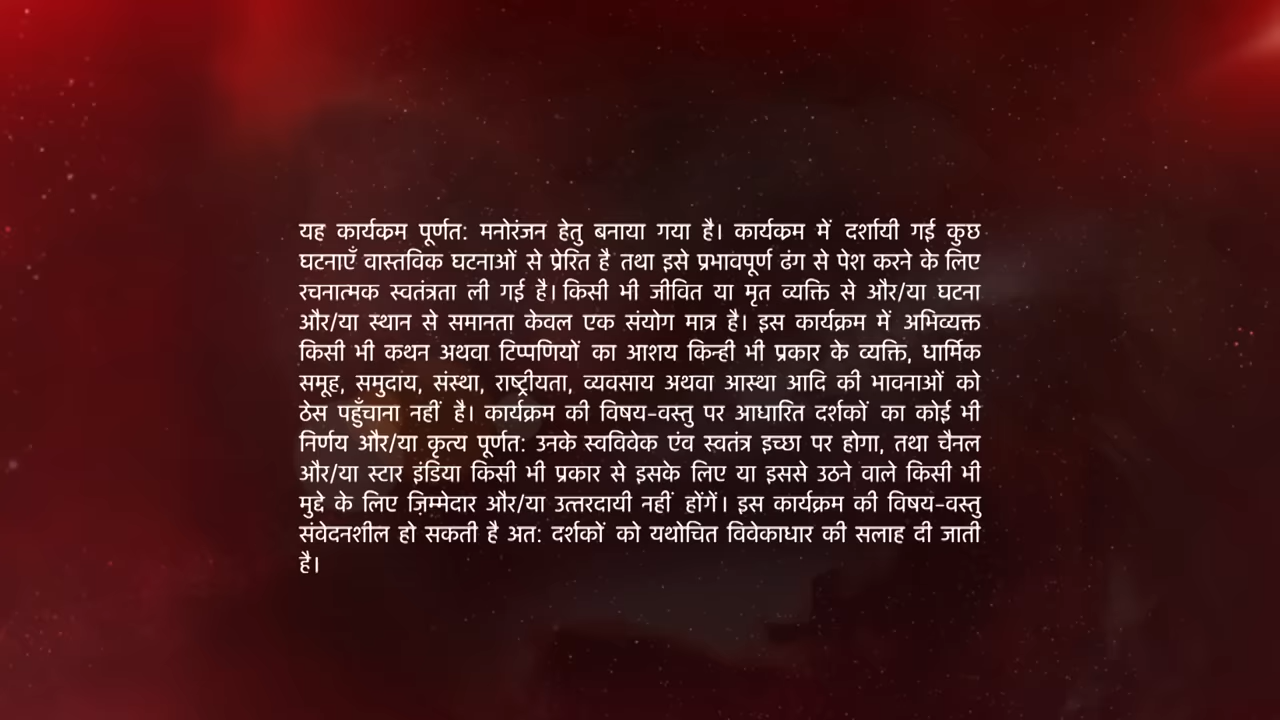 यह कार्यक्रम पूर्णत: मनोरंजन हेतु बनाया गया है। कार्यक्रम में दर्शायी गई कुछ
घटनाएँ वास्तविक घटनाओं से प्रेरित है तथा इसे प्रभावपूर्ण ढंग से पेश करने के लिए
रचनात्मक स्वतंत्रता ली गई है। किसी भी जीवित या मृत व्यक्ति से और/या घटना
और/या स्थान से समानता केवल एक संयोग मात्र है। इस कार्यक्रम में अभिव्यक्त
किसी भी कथन अथवा टिप्पणियों का आशय किन्ही भी प्रकार के व्यक्ति, धार्मिक
समूह, समुदाय, संस्था, राष्ट्रीयता, व्यवसाय अथवा आस्था आदि की भावनाओं को
ठेस पहुँचाना नहीं है। कार्यक्रम की विषय-वस्तु पर आधारित दर्शकों का कोई भी
निर्णय और/या कृत्य पूर्णत: उनके स्वविवेक एंव स्वतंत्र इच्छा पर होगा, तथा चैनल
और/या स्टार इंडिया किसी भी प्रकार से इसके लिए या इससे उठने वाले किसी भी
मुद्दे के लिए ज़िम्मेदार और/या उत्तरदायी नहीं होंगें। इस कार्यक्रम की विषय-वस्तु
संवेदनशील हो सकती है अत: दर्शकों को यथोचित विवेकाधार की सलाह दी जाती
है।